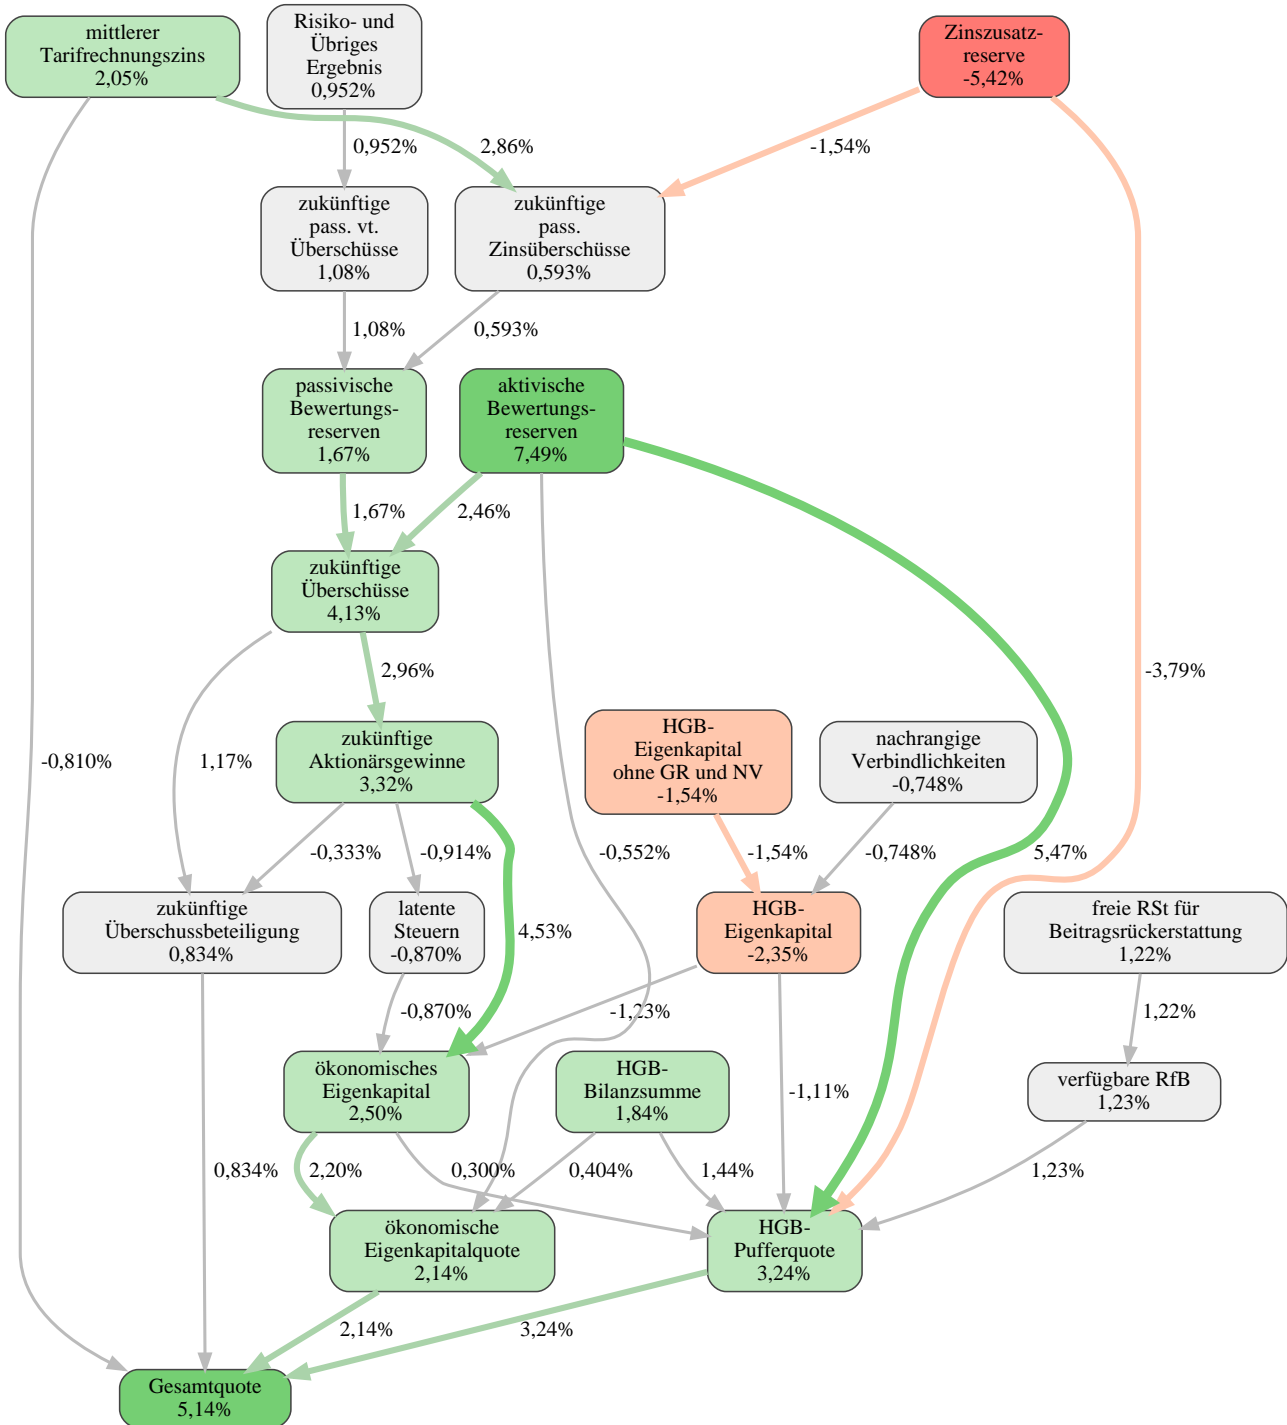 mittlerer
Tarifrechnungszins
2,05%
Risiko- und
Übriges
Ergebnis
0,952%
Zinszusatz-
reserve
-5,42%
0,952%
2,86%
-1,54%
zukünftige
pass. vt.
Überschüsse
1,08%
zukünftige
pass.
Zinsüberschüsse
0,593%
1,08%
0,593%
passivische
Bewertungs-
reserven
1,67%
aktivische
Bewertungs-
reserven
7,49%
1,67%
2,46%
zukünftige
Überschüsse
4,13%
2,96%
-3,79%
zukünftige
Aktionärsgewinne
3,32%
HGB-
Eigenkapital
ohne GR und NV
-1,54%
nachrangige
Verbindlichkeiten
-0,748%
-0,810%
1,17%
-0,333%
-0,914%
-0,552%
-1,54%
-0,748%
5,47%
zukünftige
Überschussbeteiligung
0,834%
latente
Steuern
-0,870%
4,53%
HGB-
Eigenkapital
-2,35%
freie RSt für
Beitragsrückerstattung
1,22%
-0,870%
-1,23%
1,22%
ökonomisches
Eigenkapital
2,50%
HGB-
Bilanzsumme
1,84%
-1,11%
verfügbare RfB
1,23%
0,834%
2,20%
0,300%
0,404%
1,44%
1,23%
ökonomische
Eigenkapitalquote
2,14%
HGB-
Pufferquote
3,24%
2,14%
3,24%
Gesamtquote
5,14%